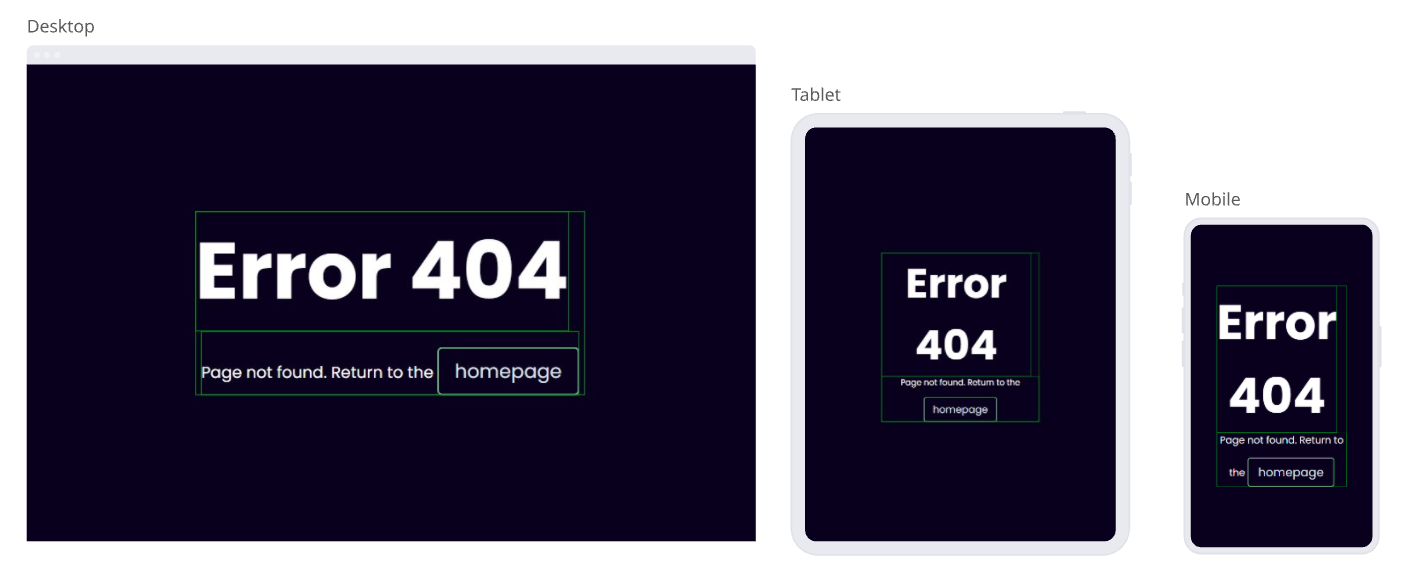 Desktop
Error 404
Page not found. Return to the homepage
Tablet
Error
404
Page not found. Return to the
homepage
Mobile
Error
404
Page not found. Return to
the homepage